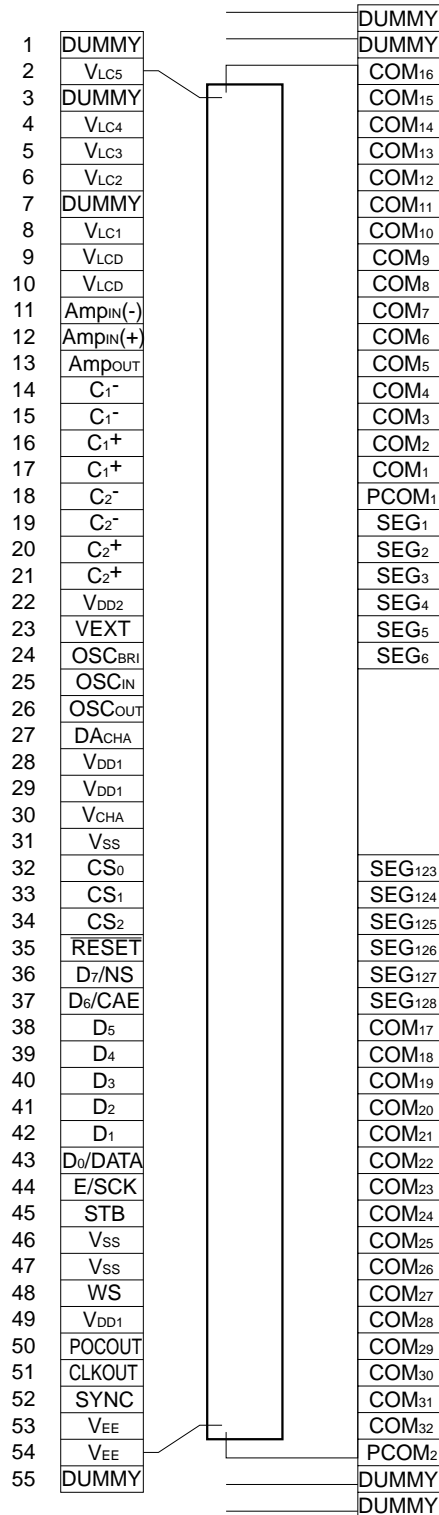 DUMMY
1 DUMMY DUMMY
2 VLC5 COM16
3 DUMMY COM15
4 VLC4 COM14
5 VLC3 COM13
6 VLC2 COM12
7 DUMMY COM11
8 VLC1 COM10
9 VLCD COM9
10 VLCD COM8
11 AmpIN(-) COM7
12 AmpIN(+) COM6
13 AmpOUT COM5
14 C1- COM4
15 C1- COM3
16 C1+ COM2
17 C1+ COM1
18 C2- PCOM1
19 C2- SEG1
20 C2+ SEG2
21 C2+ SEG3
22 VDD2 SEG4
23 VEXT SEG5
24 OSCBRI SEG6
25 OSCIN
26 OSCOUT
27 DACHA
28 VDD1
29 VDD1
30 VCHA
31 VSS
32 CS0 SEG123
33 CS1 SEG124
34 CS2 SEG125
35 RESET SEG126
36 D7/NS SEG127
37 D6/CAE SEG128
38 D5 COM17
39 D4 COM18
40 D3 COM19
41 D2 COM20
42 D1 COM21
43 D0/DATA COM22
44 E/SCK COM23
45 STB COM24
46 VSS COM25
47 VSS COM26
48 WS COM27
49 VDD1 COM28
50 POCOUT COM29
51 CLKOUT COM30
52 SYNC COM31
53 VEE COM32
54 VEE PCOM2
55 DUMMY DUMMY
DUMMY